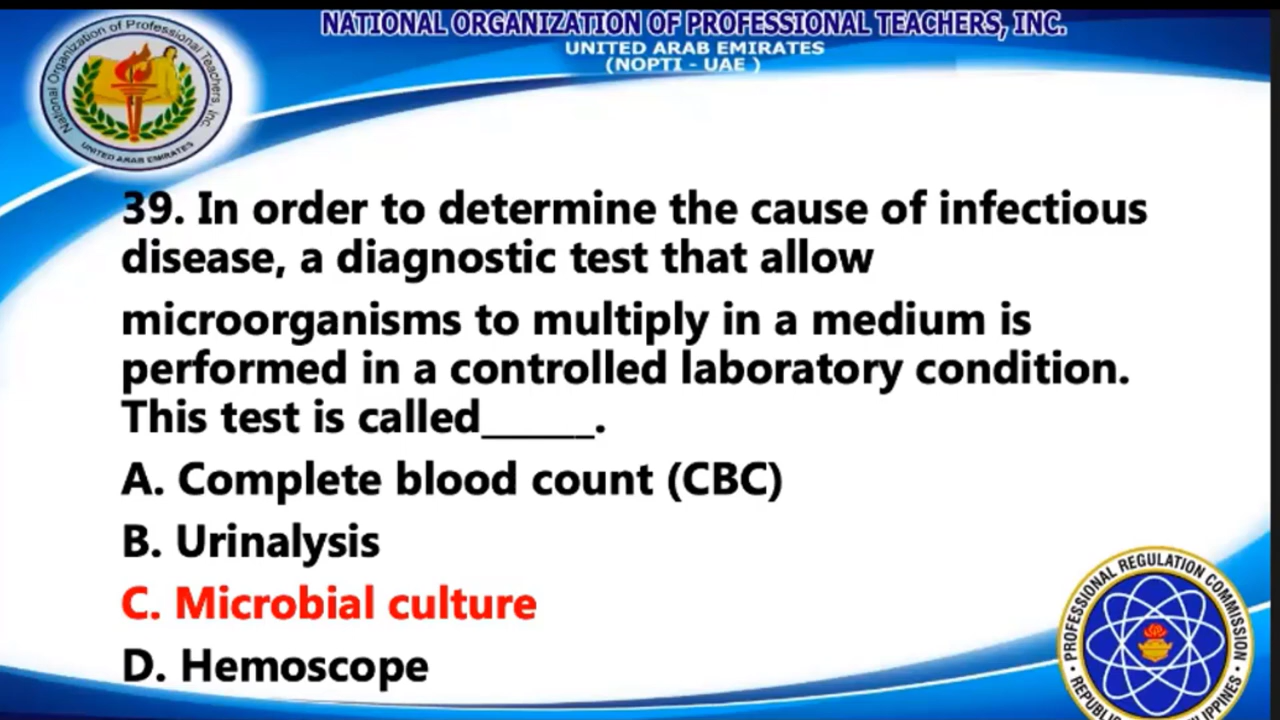 NATIONAL ORGANIZATION OF PROFESSIONAL TEACHERS, INC.
UNITED ARAB EMIRATES
(NOPTI - UAE )
National Organization of Professional Teachers, Inc.
UNITED ARAB EMIRATES
39. In order to determine the cause of infectious
disease, a diagnostic test that allow
microorganisms to multiply in a medium is
performed in a controlled laboratory condition.
This test is called______.
A. Complete blood count (CBC)
B. Urinalysis
C. Microbial culture
D. Hemoscope
PROFESSIONAL REGULATION COMMISSION